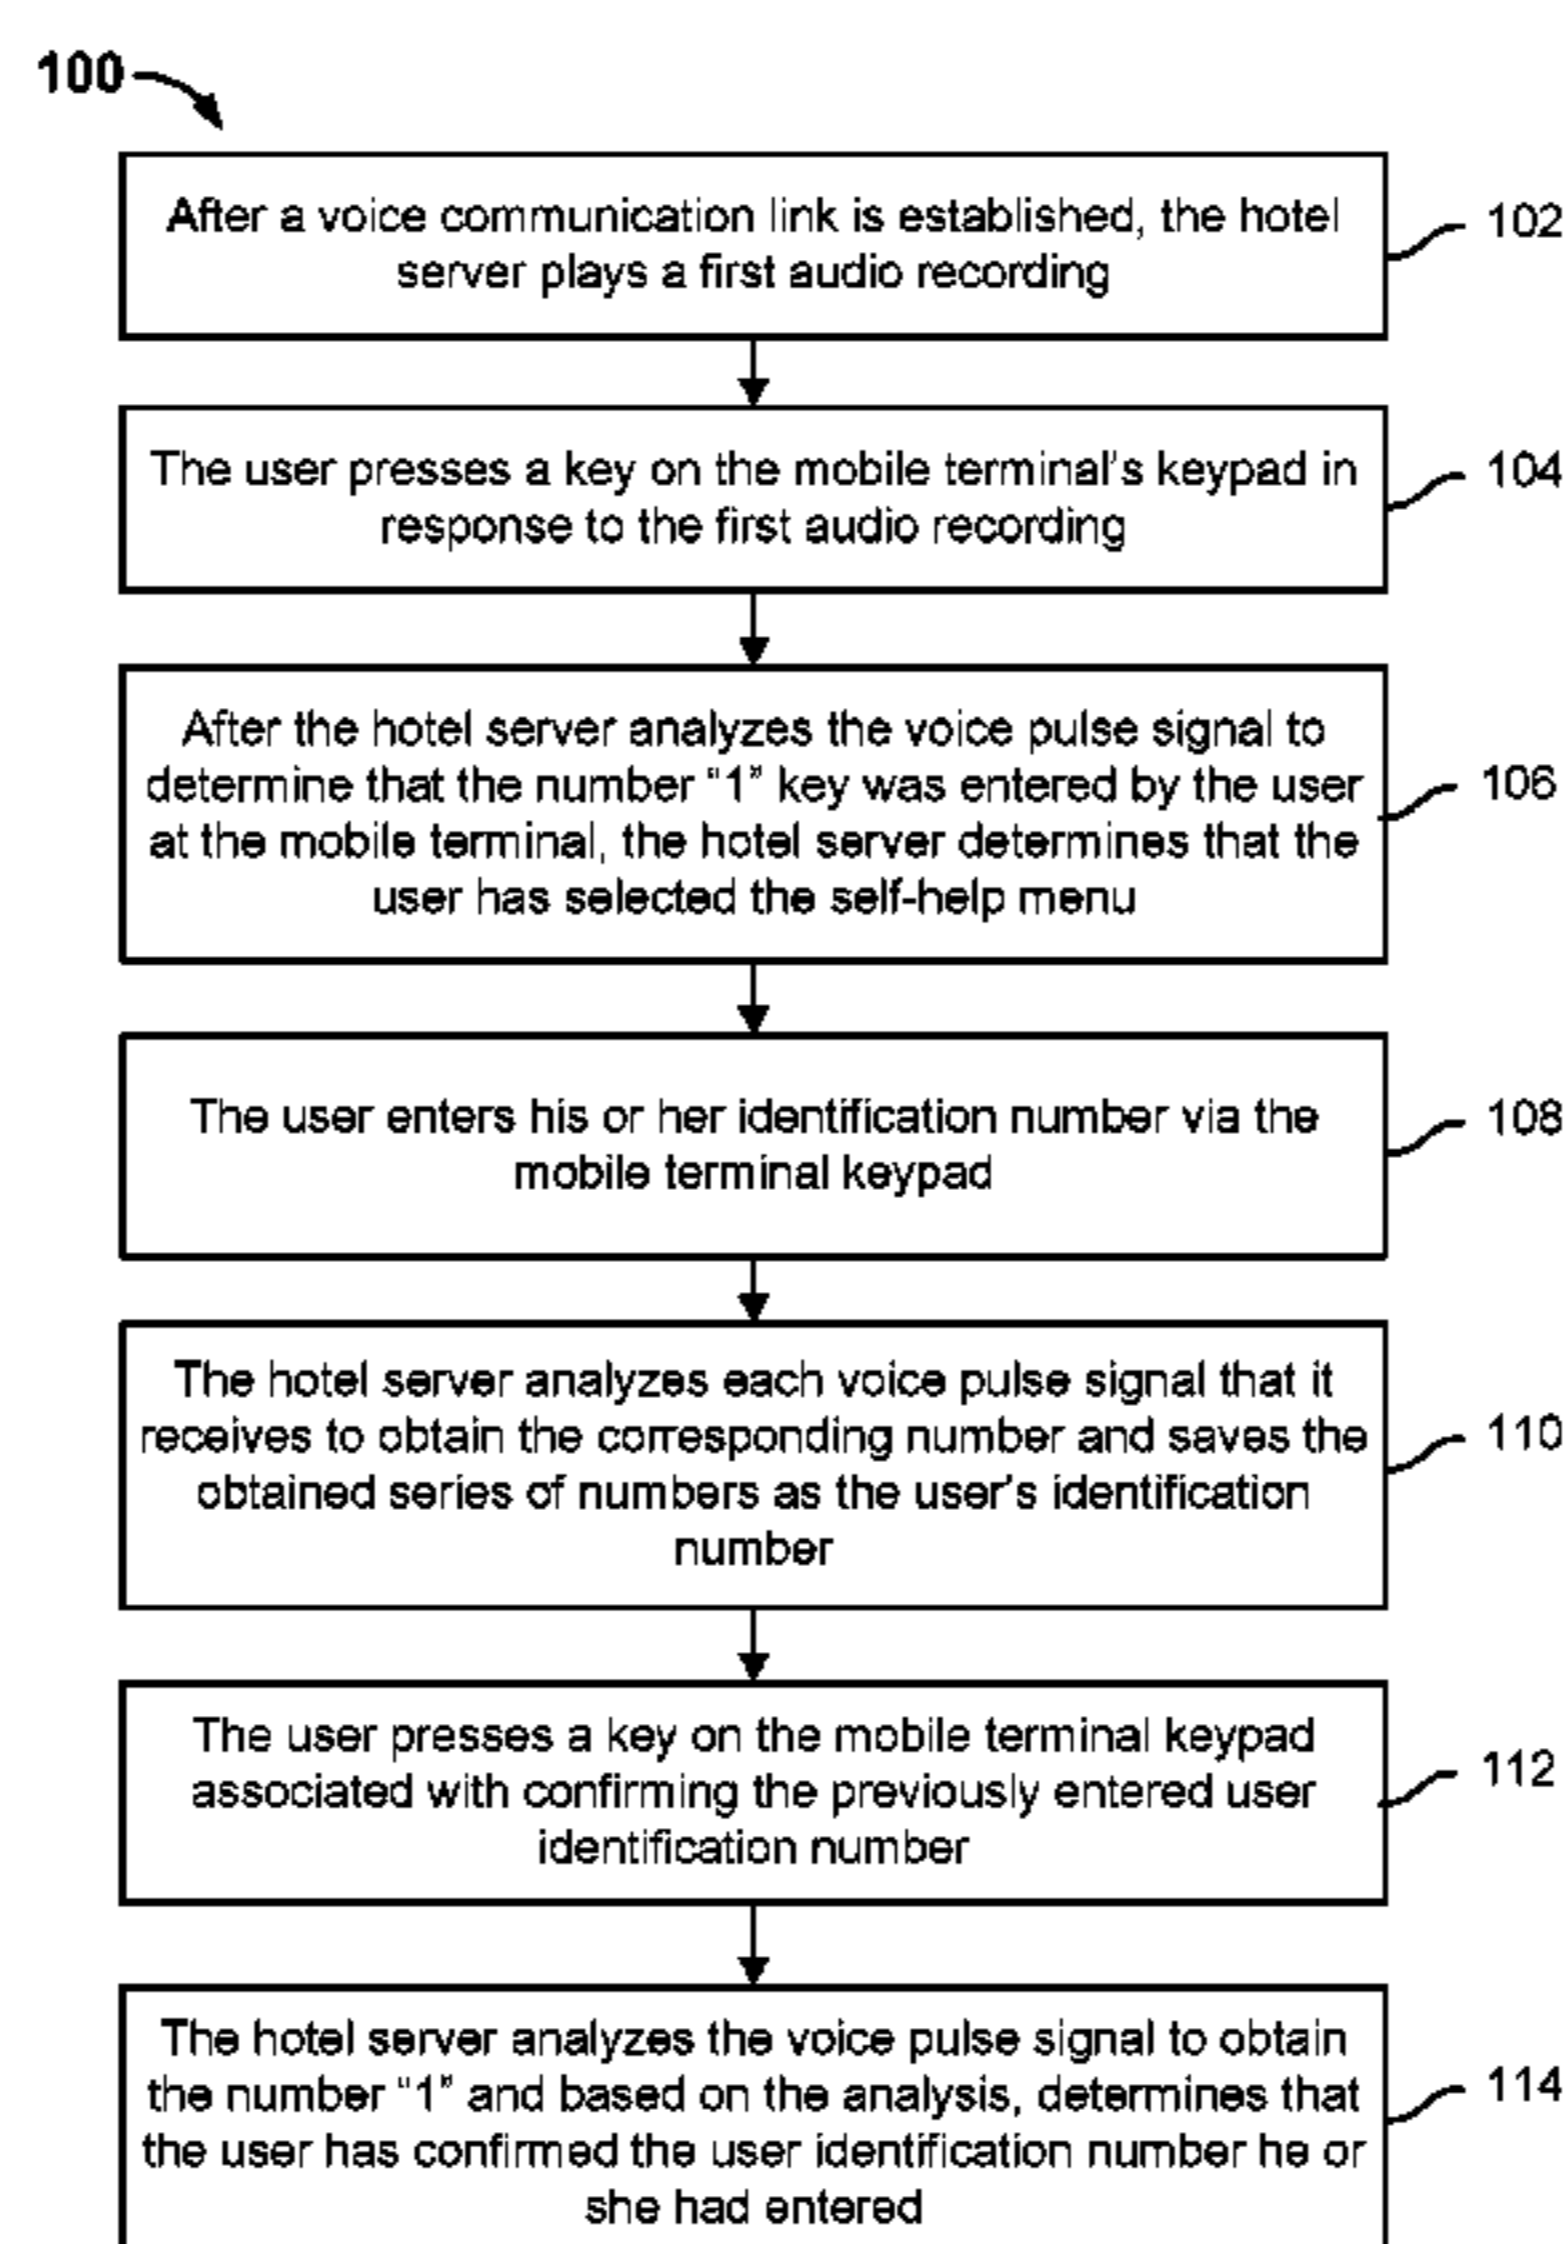 100
After a voice communication link is established, the hotel
server plays a first audio recording
102
The user presses a key on the mobile terminal's keypad in
response to the first audio recording
104
After the hotel server analyzes the voice pulse signal to
determine that the number "1" key was entered by the user
at the mobile terminal, the hotel server determines that the
user has selected the self-help menu
106
The user enters his or her identification number via the
mobile terminal keypad
108
The hotel server analyzes each voice pulse signal that it
receives to obtain the corresponding number and saves the
obtained series of numbers as the user's identification
number
110
The user presses a key on the mobile terminal keypad
associated with confirming the previously entered user
identification number
112
The hotel server analyzes the voice pulse signal to obtain
the number "1" and based on the analysis, determines that
the user has confirmed the user identification number he or
she had entered
114